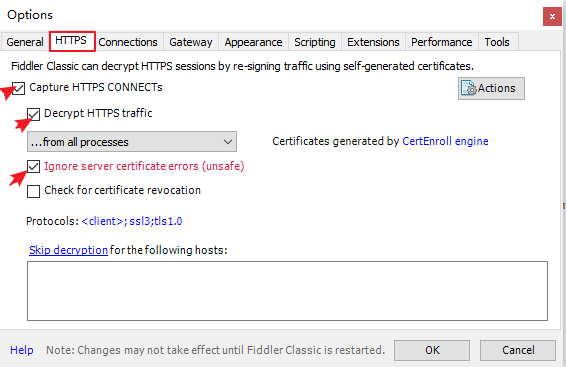 Options
x
General HTTPS Connections Gateway Appearance Scripting Extensions Performance Tools
Fiddler Classic can decrypt HTTPS sessions by re-signing traffic using self-generated certificates.
Capture HTTPS CONNECTs
Actions
Decrypt HTTPS traffic
...from all processes
Certificates generated by CertEnroll engine
Ignore server certificate errors (unsafe)
Check for certificate revocation
Protocols: <client>;ssl3;tls1.0
Skip decryption for the following hosts:
Help Note: Changes may not take effect until Fiddler Classic is restarted. OK Cancel